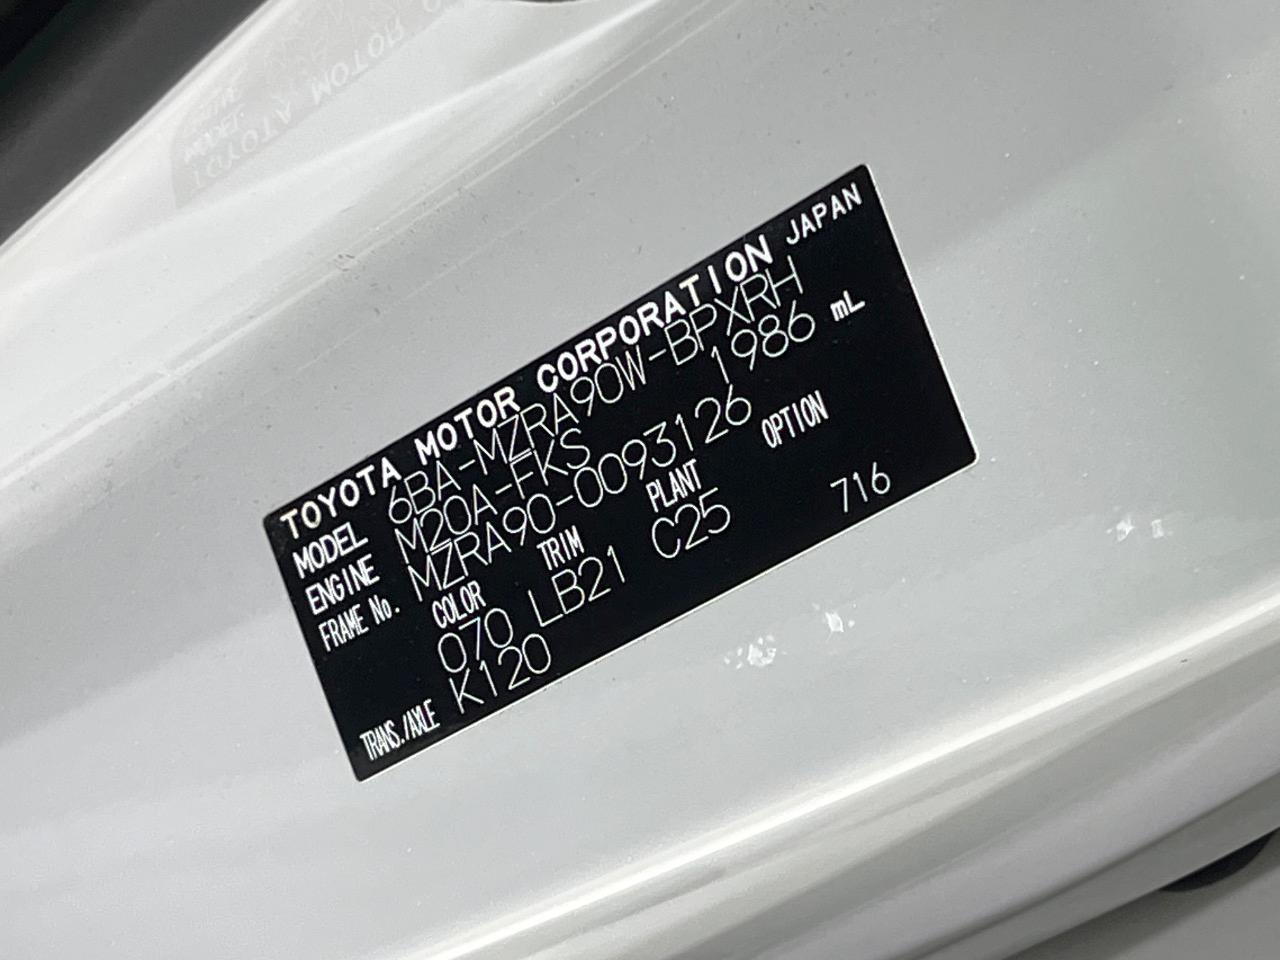 TOYOTA MOTOR CORPORATION JAPAN
MODEL 6BA-MZRA90W-BPXRH
ENGINE M20A-FKS 1986 mL
FRAME No. MZRA90-0093126
COLOR TRIM PLANT OPTION
070 LB21 C25 716
TRANS./AXLE K120